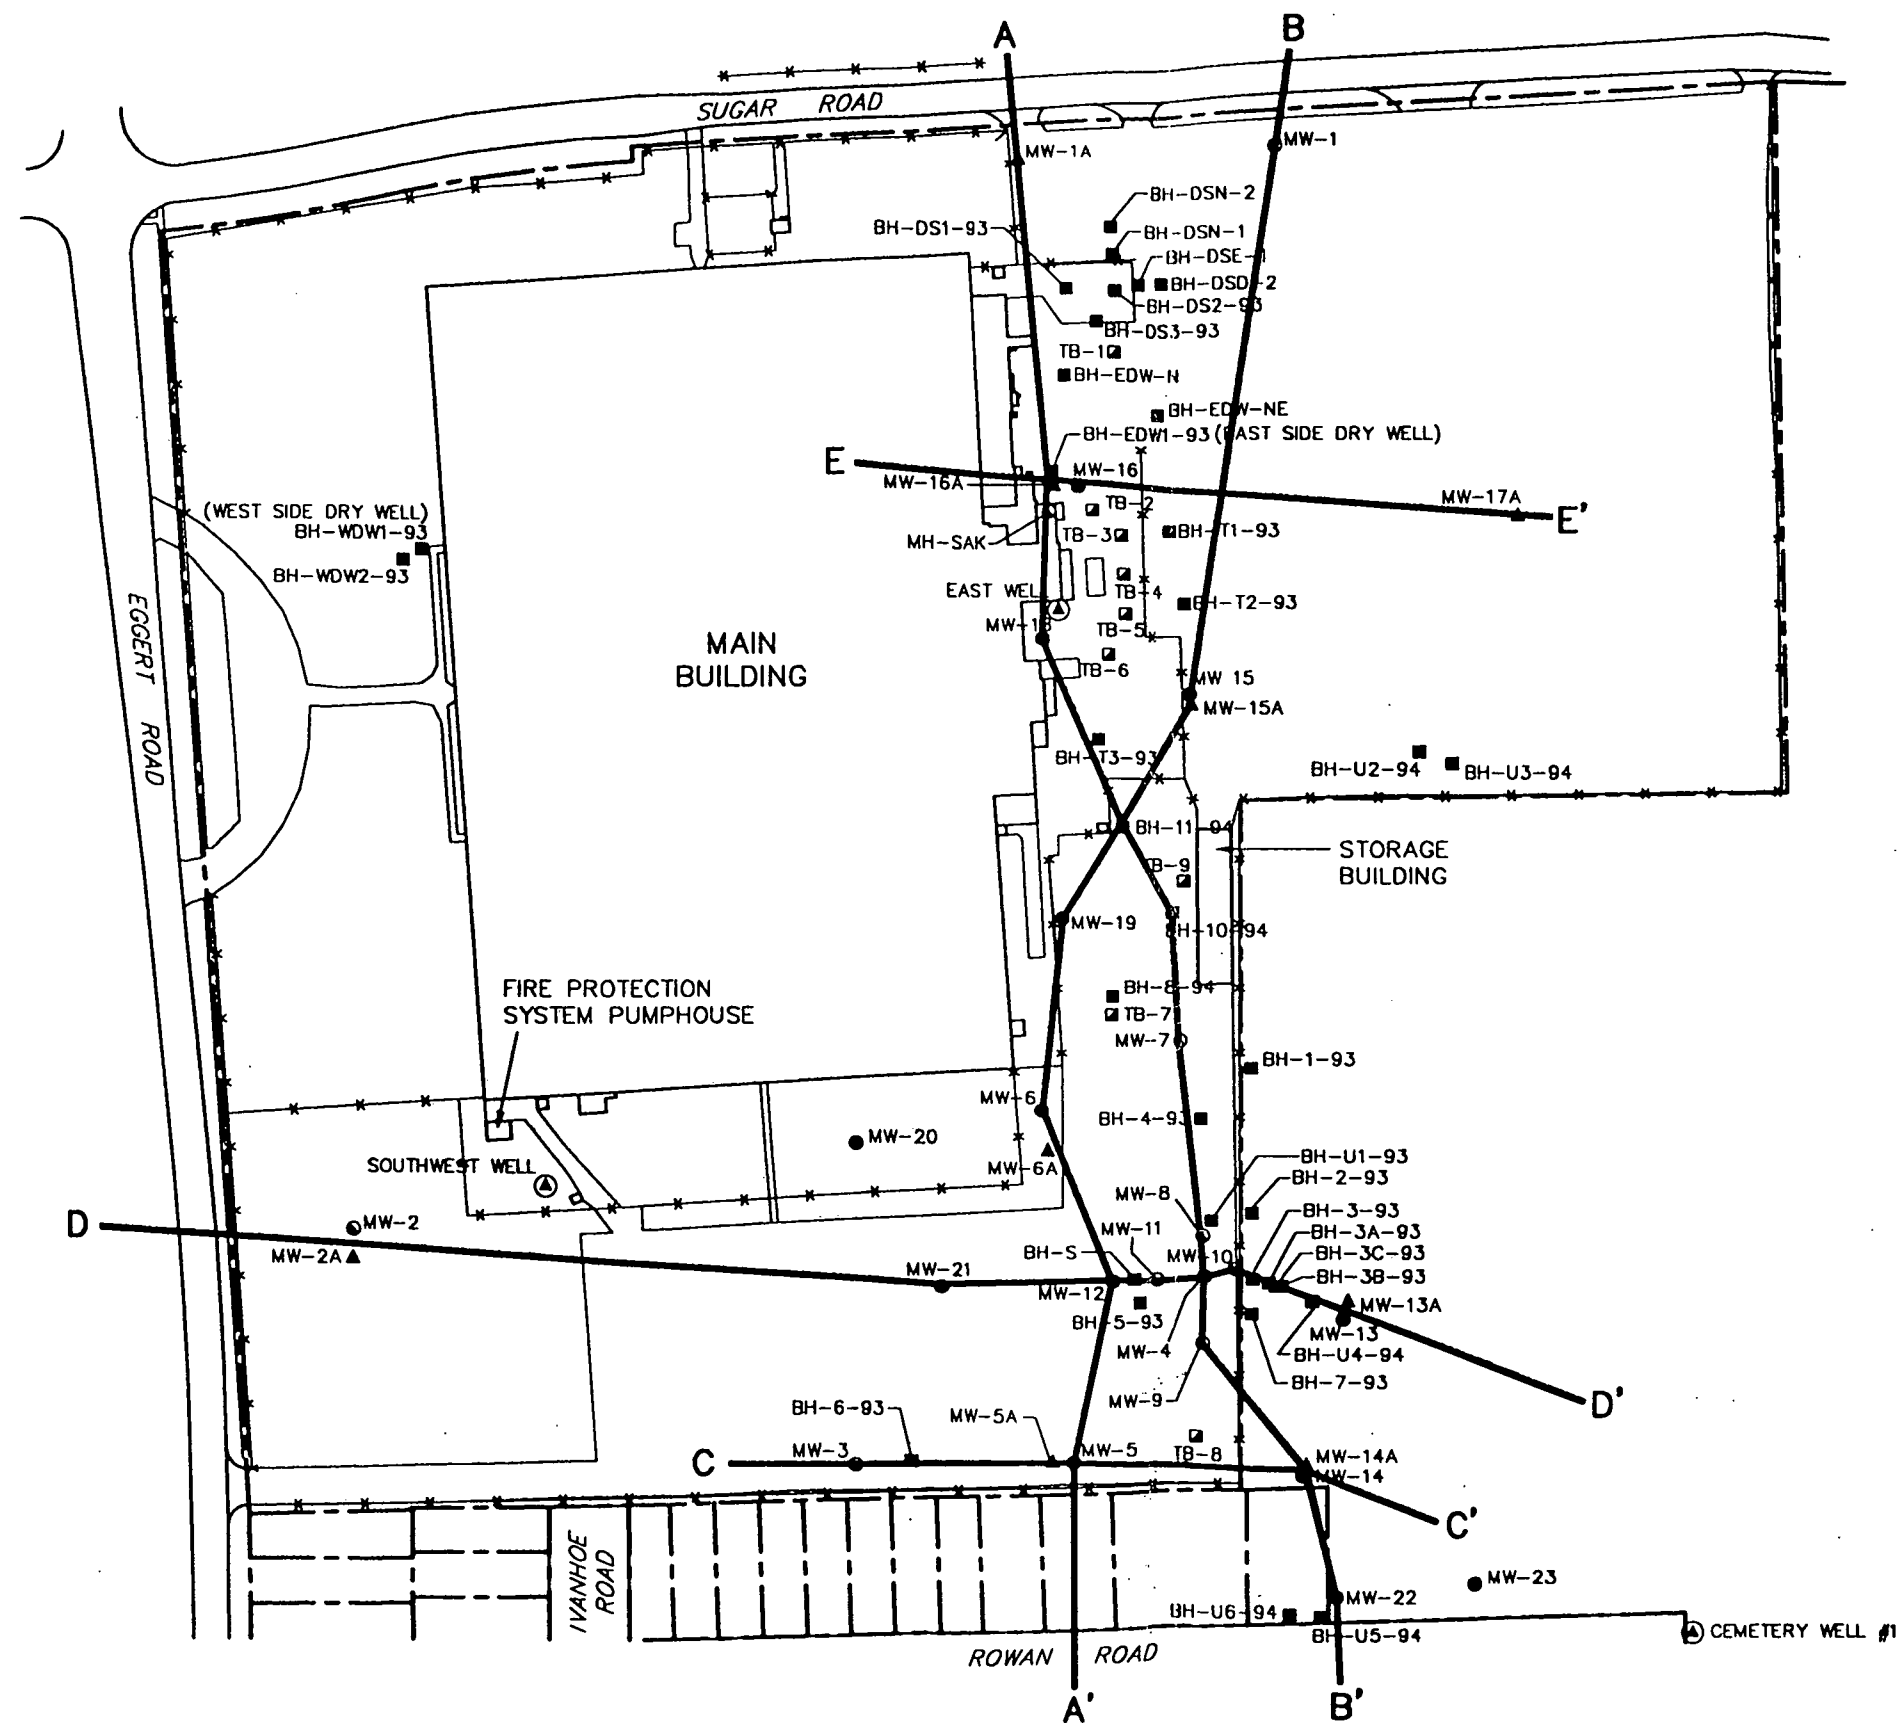 A
B
SUGAR ROAD
MW-1A
MW-1
BH-DSN-2
BH-DS1-93
BH-DSN-1
BH-DSE-1
BH-DSD-2
BH-DS2-93
BH-DS3-93
TB-1
BH-EDW-N
BH-EDW-NE
BH-EDW1-93 (EAST SIDE DRY WELL)
E
MW-16
MW-16A
MW-17A
E'
TB-2
(WEST SIDE DRY WELL)
BH-WDW1-93
BH-WDW2-93
MH-SAK
TB-3
BH-T1-93
EAST WELL
TB-4
BH-T2-93
EGGERT ROAD
TB-5
MAIN
BUILDING
TB-6
MW 15
MW-15A
BH-T3-93
BH-U2-94
BH-U3-94
BH-11-94
STORAGE
BUILDING
TB-9
MW-19
BH-10-94
FIRE PROTECTION
SYSTEM PUMPHOUSE
BH-8-94
TB-7
MW-7
BH-1-93
MW-6
BH-4-93
MW-20
MW-6A
SOUTHWEST WELL
BH-U1-93
BH-2-93
MW-8
BH-3-93
D
MW-2
MW-11
BH-3A-93
MW-2A
BH-S
MW-10
BH-3C-93
BH-3B-93
MW-21
MW-12
MW-13A
BH-5-93
MW-13
MW-4
BH-U4-94
BH-7-93
MW-9
D'
BH-6-93
MW-5A
C
MW-3
MW-5
TB-8
MW-14A
MW-14
C'
IVANHOE
ROAD
MW-23
MW-22
BH-U6-94
BH-U5-94
CEMETERY WELL #1
ROWAN ROAD
A'
B'